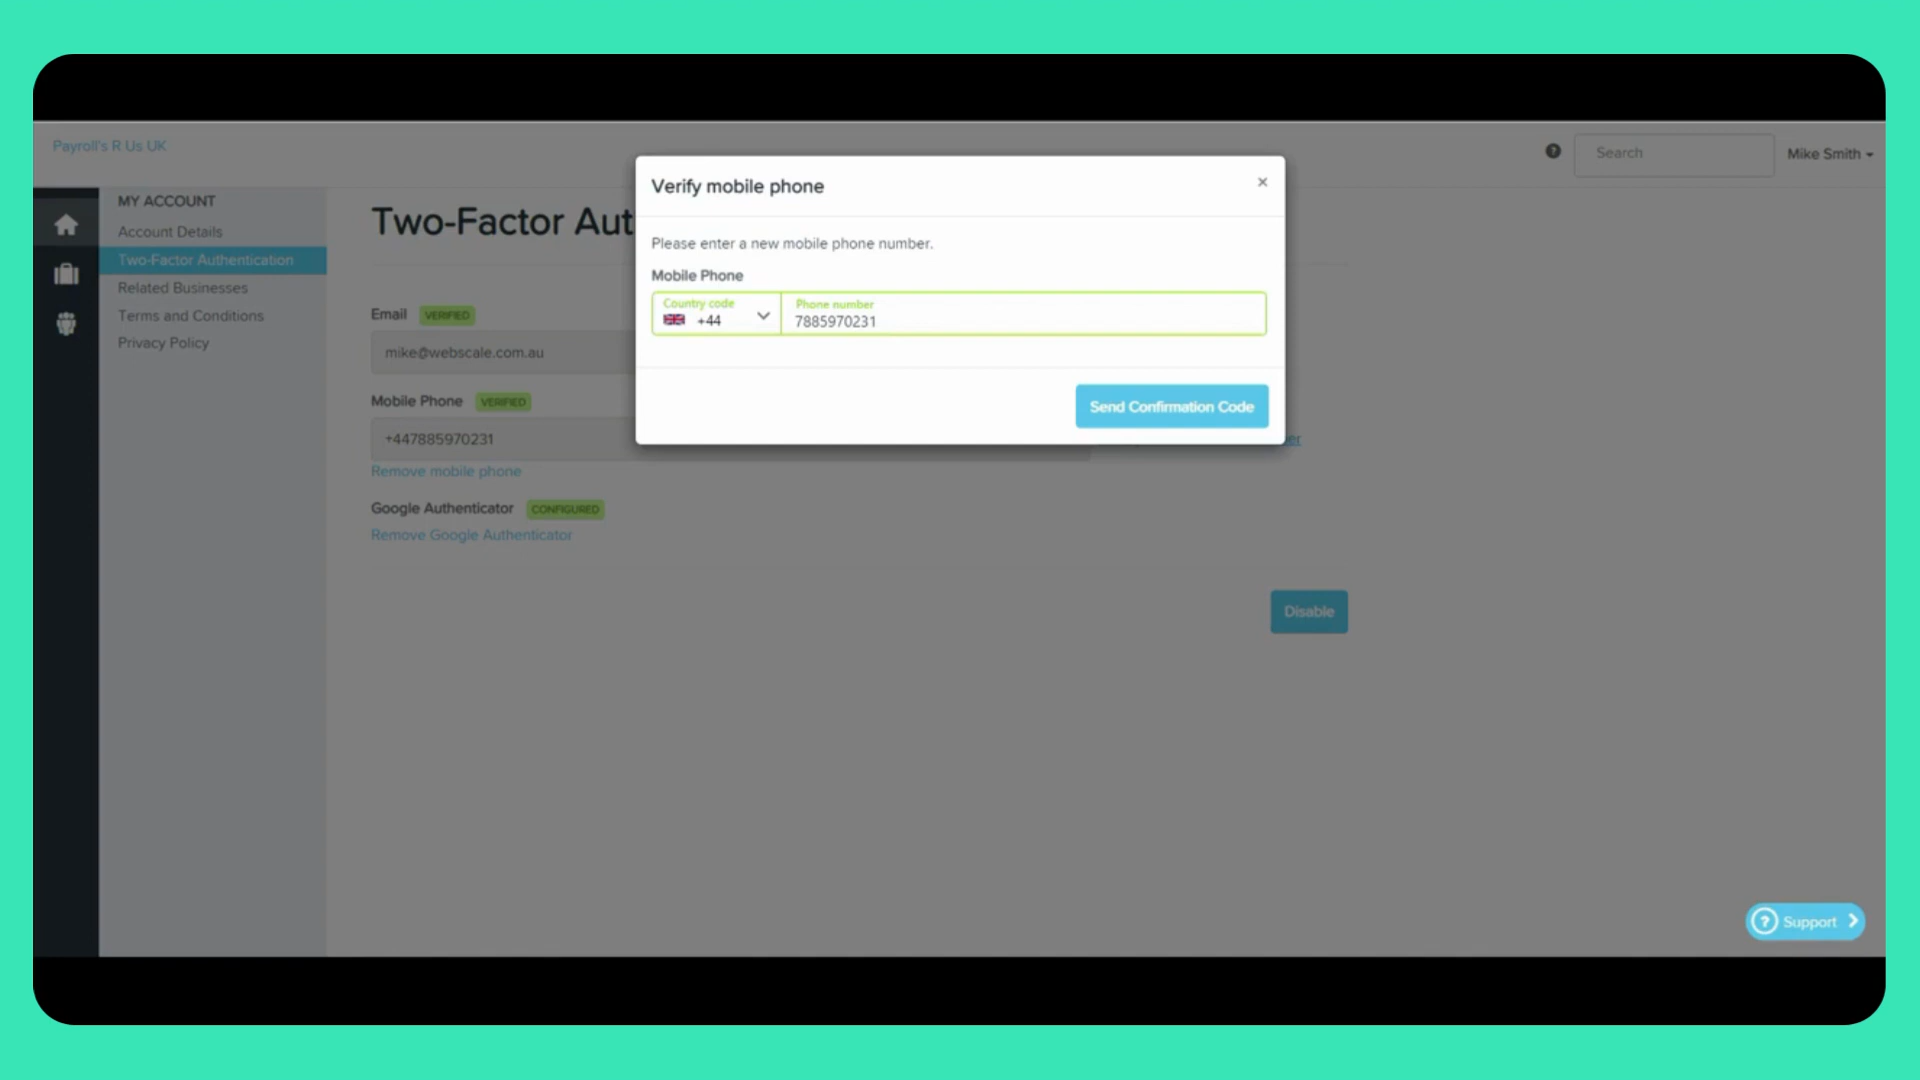 Payroll's R Us UK
Search
Mike Smith
MY ACCOUNT
Account Details
Two-Factor Authentication
Related Businesses
Terms and Conditions
Privacy Policy
Two-Factor Aut
Email VERIFIED
mike@webscale.com.au
Mobile Phone VERIFIED
+447885970231
er
Remove mobile phone
Google Authenticator CONFIGURED
Remove Google Authenticator
Disable
Verify mobile phone
×
Please enter a new mobile phone number.
Mobile Phone
Country code
+44
Phone number
7885970231
Send Confirmation Code
? Support